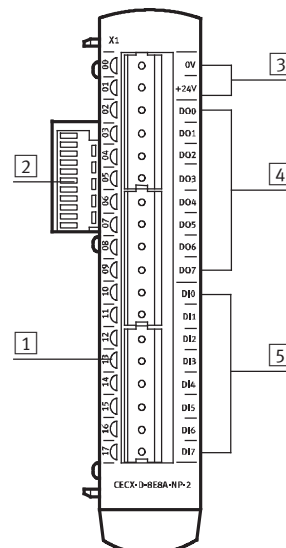 X1
00 0V
01 +24V
3
02 DO0
03 DO1
04 DO2
2
05 DO3
4
06 DO4
07 DO5
08 DO6
09 DO7
10 DI0
11 DI1
12 DI2
1
13 DI3
5
14 DI4
15 DI5
16 DI6
17 DI7
CECX-D-8E8A-NP-2